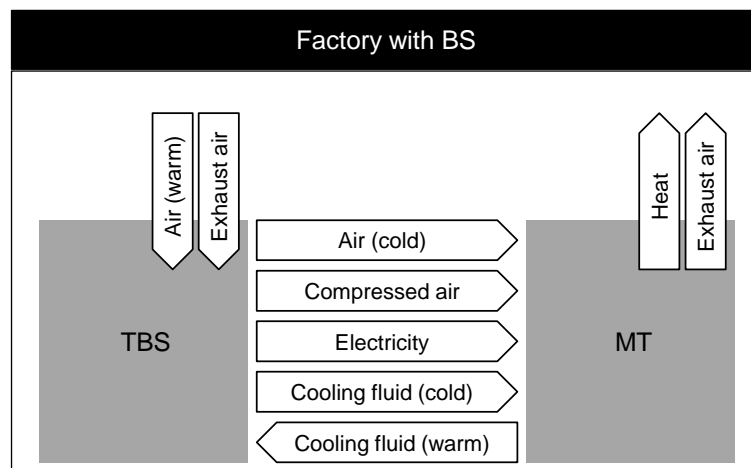 Factory with BS
Air (warm)
Exhaust air
Heat
Exhaust air
Air (cold)
Compressed air
TBS
Electricity
MT
Cooling fluid (cold)
Cooling fluid (warm)